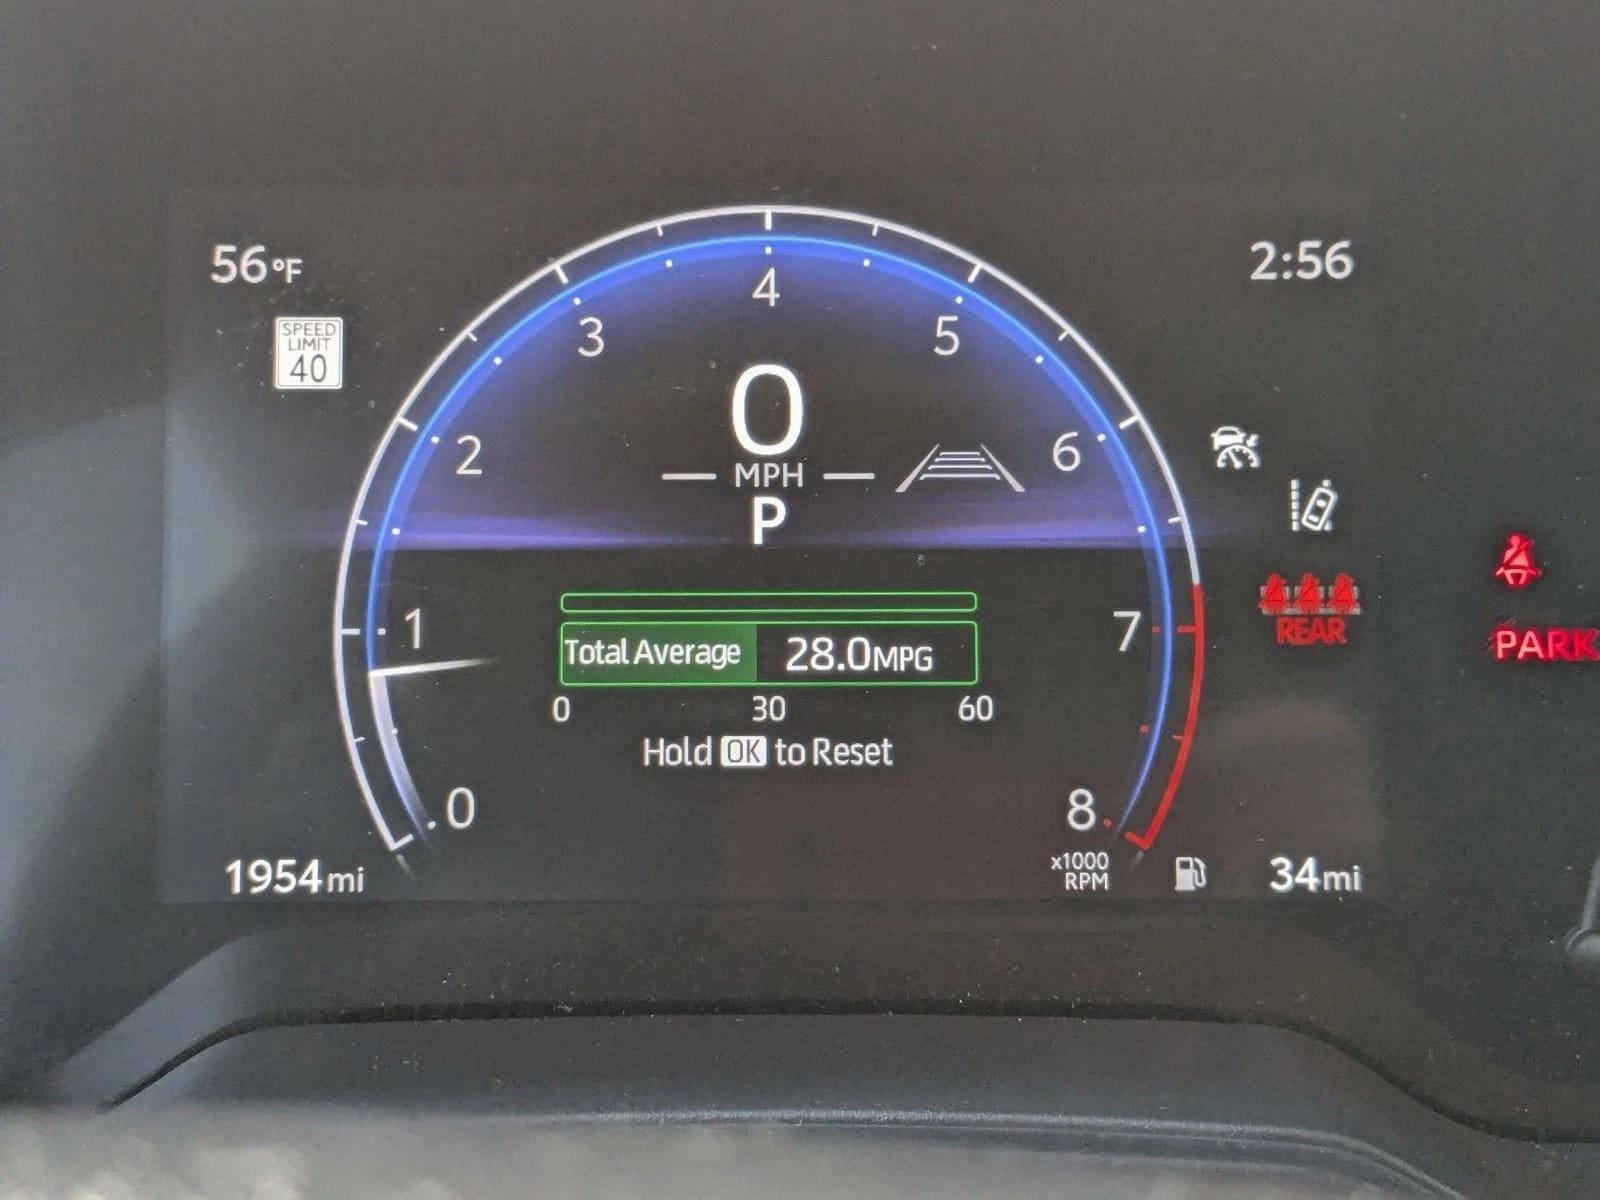 56°F
2:56
SPEED
LIMIT
40
4
3
5
2
6
0
MPH
P
1
7
REAR
PARK
Total Average 28.0MPG
0 30 60
Hold OK to Reset
0
8
x1000
RPM
1954mi
34mi